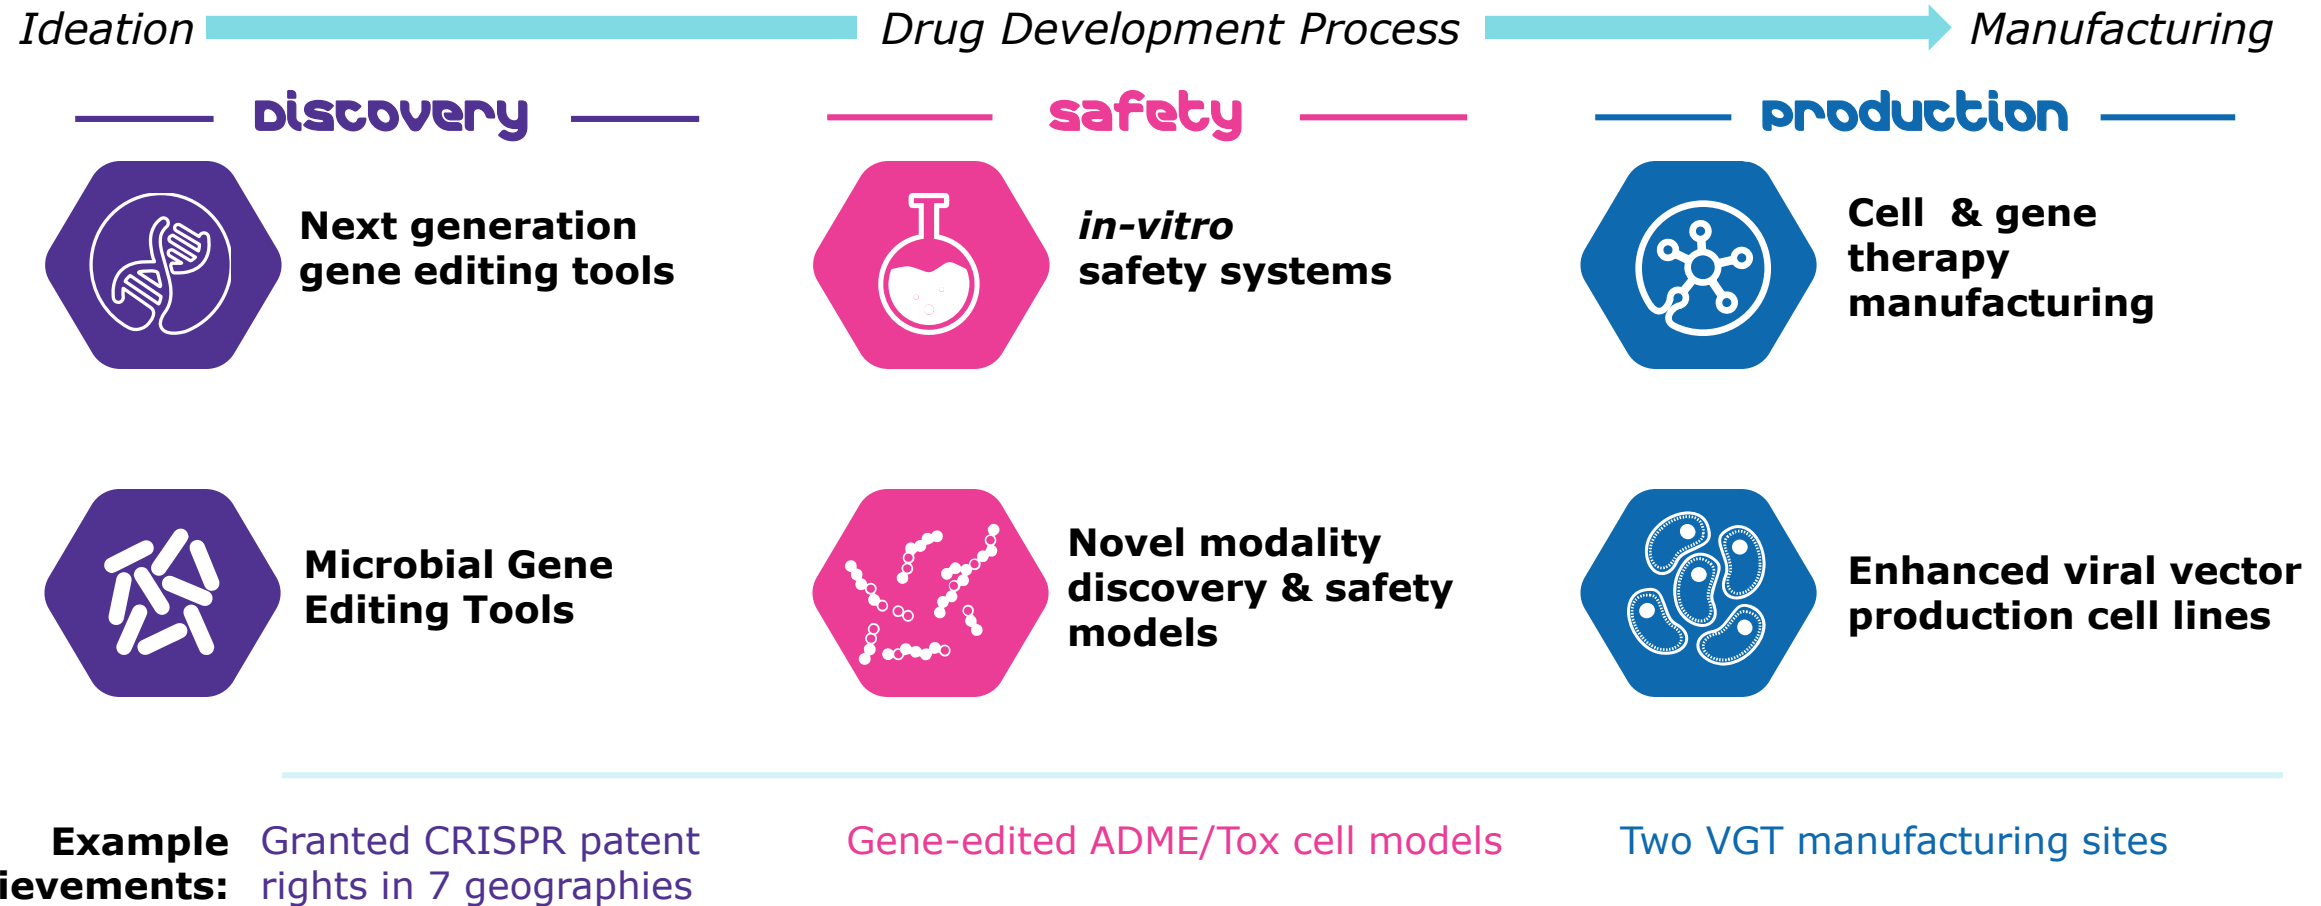 Ideation
Drug Development Process
Manufacturing
Discovery
safety
production
Next generation
gene editing tools
in-vitro
safety systems
Cell & gene
therapy
manufacturing
Microbial Gene
Editing Tools
Novel modality
discovery & safety
models
Enhanced viral vector
production cell lines
Example
ievements:
Granted CRISPR patent
rights in 7 geographies
Gene-edited ADME/Tox cell models
Two VGT manufacturing sites